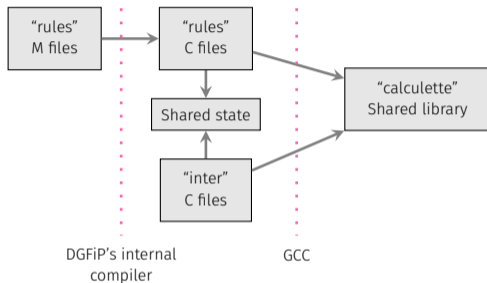 “rules”
M files
“rules”
C files
“calculette”
Shared library
Shared state
“inter”
C files
DGFiP’s internal
compiler
GCC